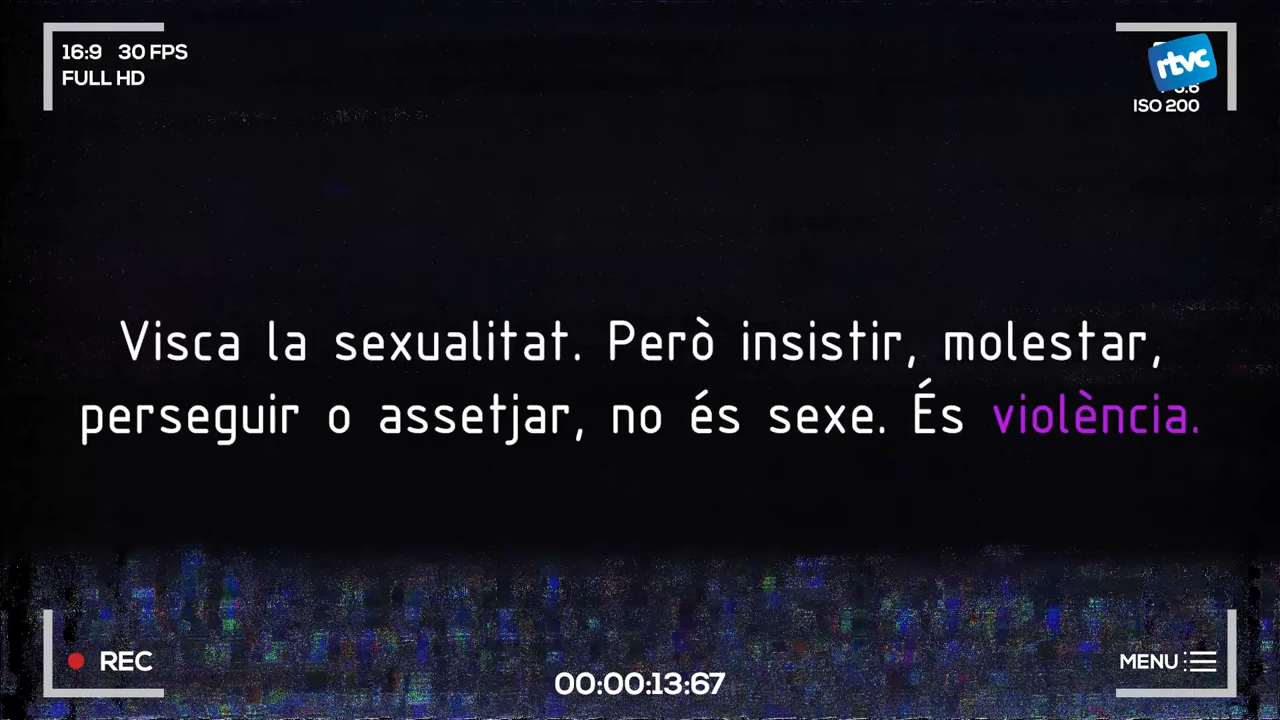 16:9 30 FPS
FULL HD
rtvc
ISO 200
Visca la sexualitat. Però insistir, molestar,
perseguir o assetjar, no és sexe. És violència.
REC
00:00:13:67
MENU